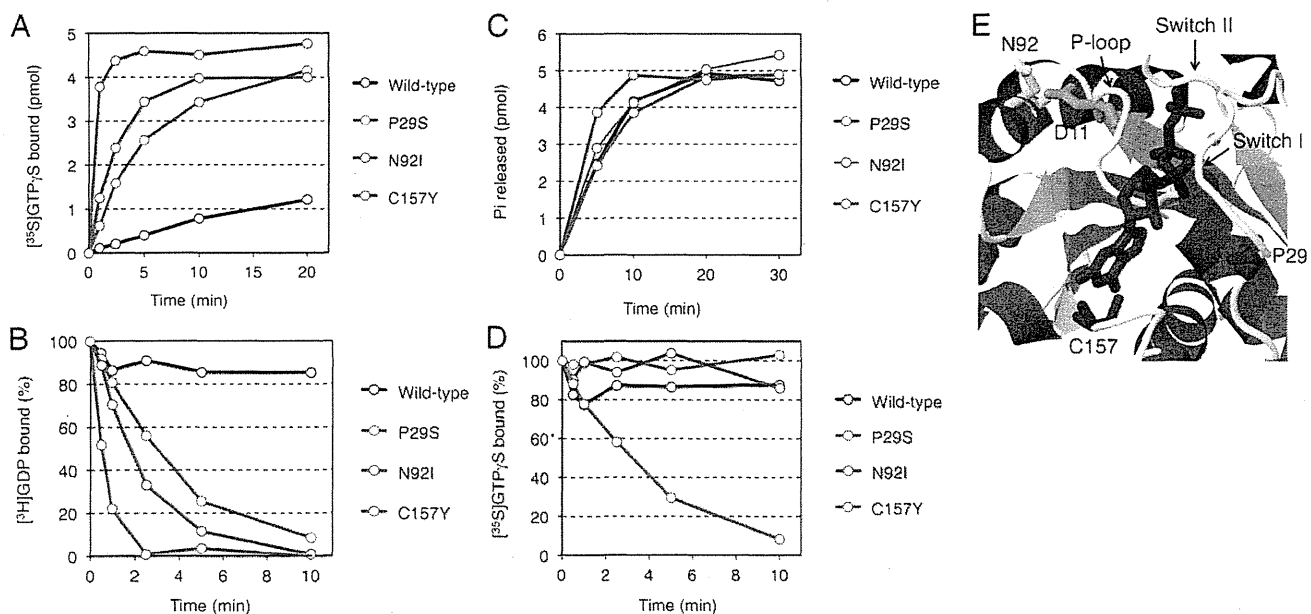 A
[³⁵S]GTPγS bound (pmol)
5
4
3
2
1
0
0 5 10 15 20
Time (min)
Wild-type
P29S
N92I
C157Y
C
Pi released (pmol)
6
5
4
3
2
1
0
0 10 20 30
Time (min)
Wild-type
P29S
N92I
C157Y
E
N92
P-loop
Switch II
D11
Switch I
P29
C157
B
[³H]GDP bound (%)
100
80
60
40
20
0
0 2 4 6 8 10
Time (min)
Wild-type
P29S
N92I
C157Y
D
[³⁵S]GTPγS bound (%)
100
80
60
40
20
0
0 2 4 6 8 10
Time (min)
Wild-type
P29S
N92I
C157Y